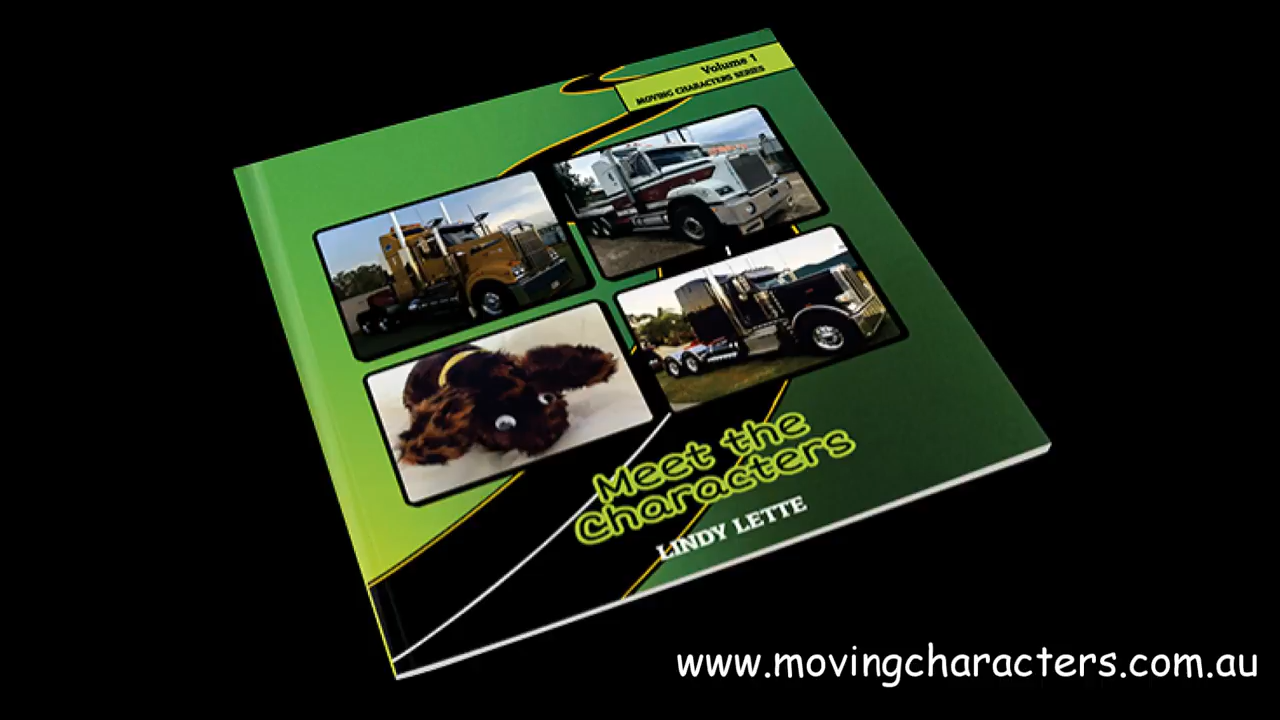 Volume 1
MOVING CHARACTERS SERIES
Meet the
Characters
LINDY LETTE
www.movingcharacters.com.au